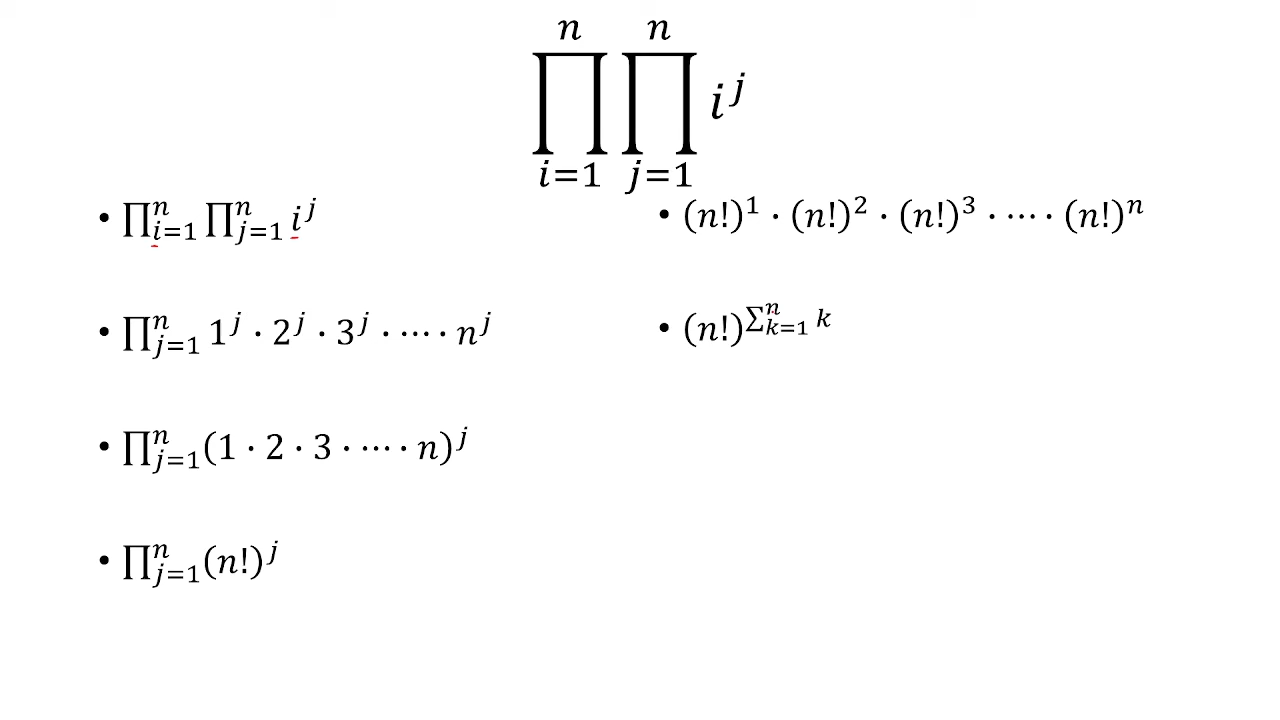 ∏_{i=1}^{n} ∏_{j=1}^{n} i^j
• ∏_{i=1}^{n} ∏_{j=1}^{n} i^j
• ∏_{j=1}^{n} 1^j · 2^j · 3^j · ⋯ · n^j
• ∏_{j=1}^{n} (1 · 2 · 3 · ⋯ · n)^j
• ∏_{j=1}^{n} (n!)^j
• (n!)^1 · (n!)^2 · (n!)^3 · ⋯ · (n!)^n
• (n!)^{∑_{k=1}^{n} k}